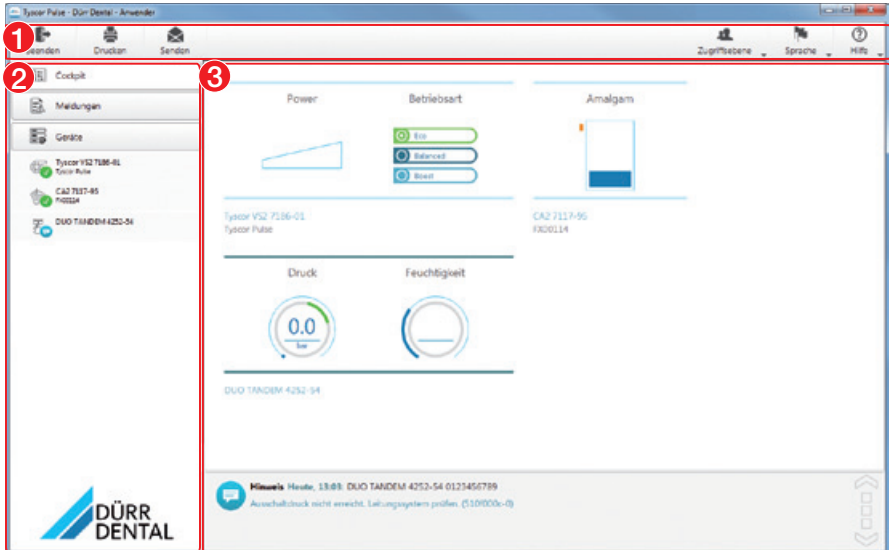 Tyscor Pulse - Dürr Dental - Anwender
1
Beenden Drucken Senden Zugriffsebene Sprache Hilfe
2
3
Cockpit
Meldungen
Geräte
Tyscor VS2 7186-01
Tyscor Pulse
CA2 7117-95
FX00114
DUO TANDEM 4252-54
Power Betriebsart Amalgam
Eco
Balanced
Boost
Tyscor VS2 7186-01 CA2 7117-95
Tyscor Pulse FX00114
Druck Feuchtigkeit
0.0
bar
DUO TANDEM 4252-54
Hinweis Heute, 13:03: DUO TANDEM 4252-54 0123456789
Ausschaltdruck nicht erreicht. Leitungssystem prüfen. (510f000c-0)
DÜRR
DENTAL